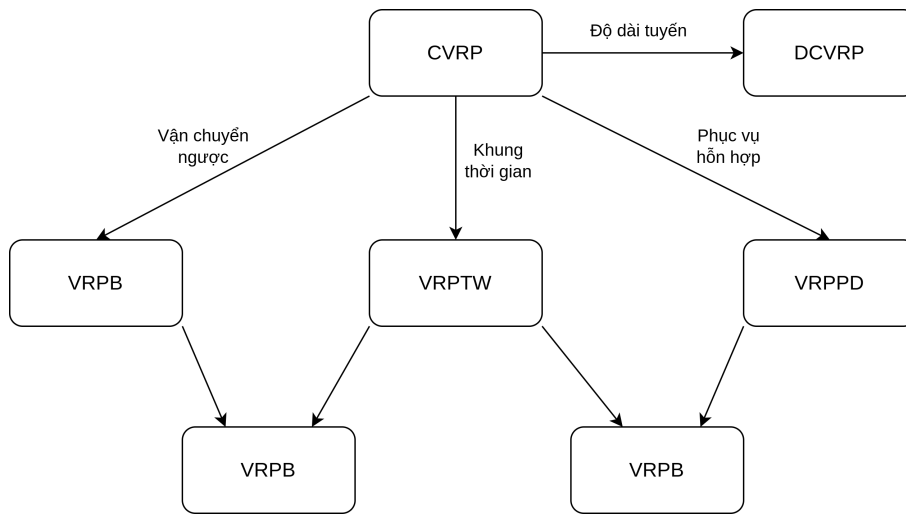 Độ dài tuyến
CVRP
DCVRP
Vận chuyển
ngược
Khung
thời gian
Phục vụ
hỗn hợp
VRPB
VRPTW
VRPPD
VRPB
VRPB